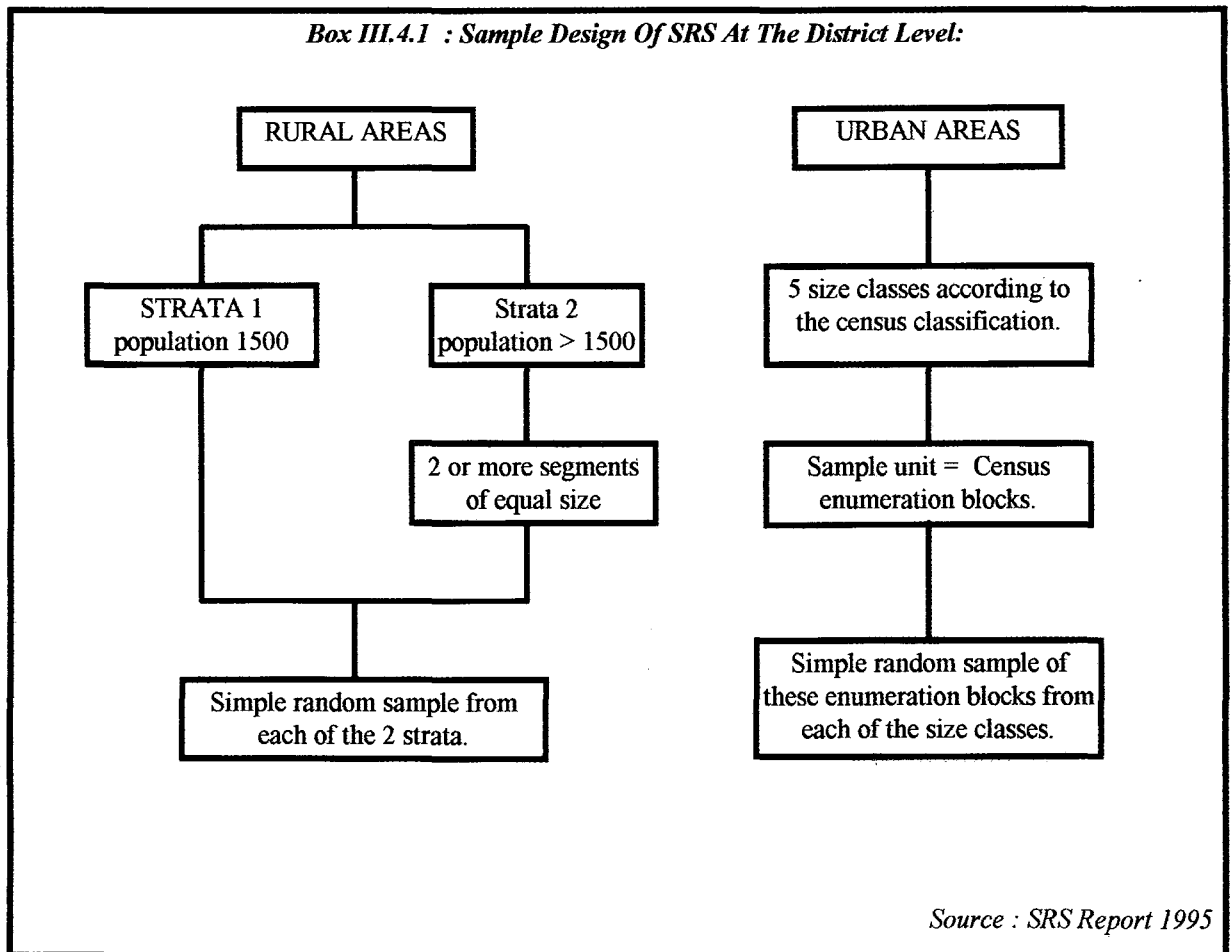 Box III.4.1 : Sample Design Of SRS At The District Level:
RURAL AREAS
STRATA 1
population 1500
Strata 2
population > 1500
2 or more segments
of equal size
Simple random sample from
each of the 2 strata.
URBAN AREAS
5 size classes according to
the census classification.
Sample unit = Census
enumeration blocks.
Simple random sample of
these enumeration blocks from
each of the size classes.
Source : SRS Report 1995